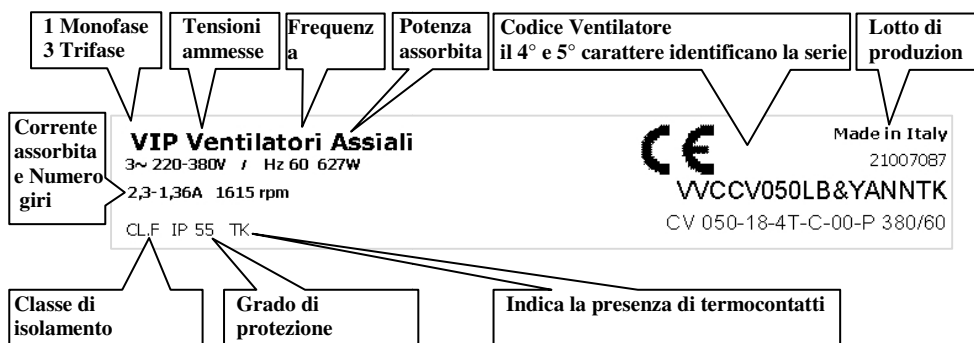 1 Monofase
3 Trifase
Tensioni
ammesse
Frequenz
a
Potenza
assorbita
Codice Ventilatore
il 4° e 5° carattere identificano la serie
Lotto di
produzion
Corrente
assorbita
e Numero
giri
VIP Ventilatori Assiali
3~ 220-380V / Hz 60 627W
2,3-1,36A 1615 rpm
CL.F IP 55 TK
CE
Made in Italy
21007087
VVCCV050LB&YANNTK
CV 050-18-4T-C-00-P 380/60
Classe di
isolamento
Grado di
protezione
Indica la presenza di termocontatti